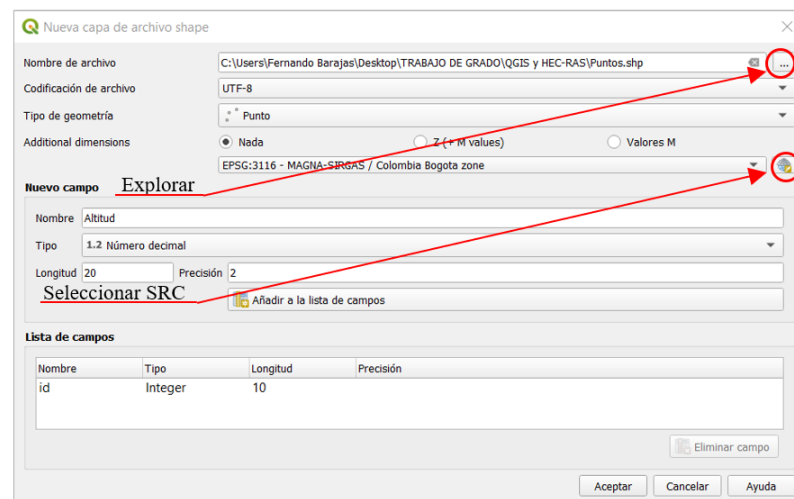 Nueva capa de archivo shape
Nombre de archivo C:\Users\Fernando Barajas\Desktop\TRABAJO DE GRADO\QGIS y HEC-RAS\Puntos.shp ...
Codificación de archivo UTF-8
Tipo de geometría Punto
Additional dimensions Nada Z (+ M values) Valores M
EPSG:3116 - MAGNA-SIRGAS / Colombia Bogota zone
Nuevo campo Explorar
Nombre Altitud
Tipo 1.2 Número decimal
Longitud 20 Precisión 2
Seleccionar SRC Añadir a la lista de campos
Lista de campos
Nombre Tipo Longitud Precisión
id Integer 10
Eliminar campo
Aceptar Cancelar Ayuda